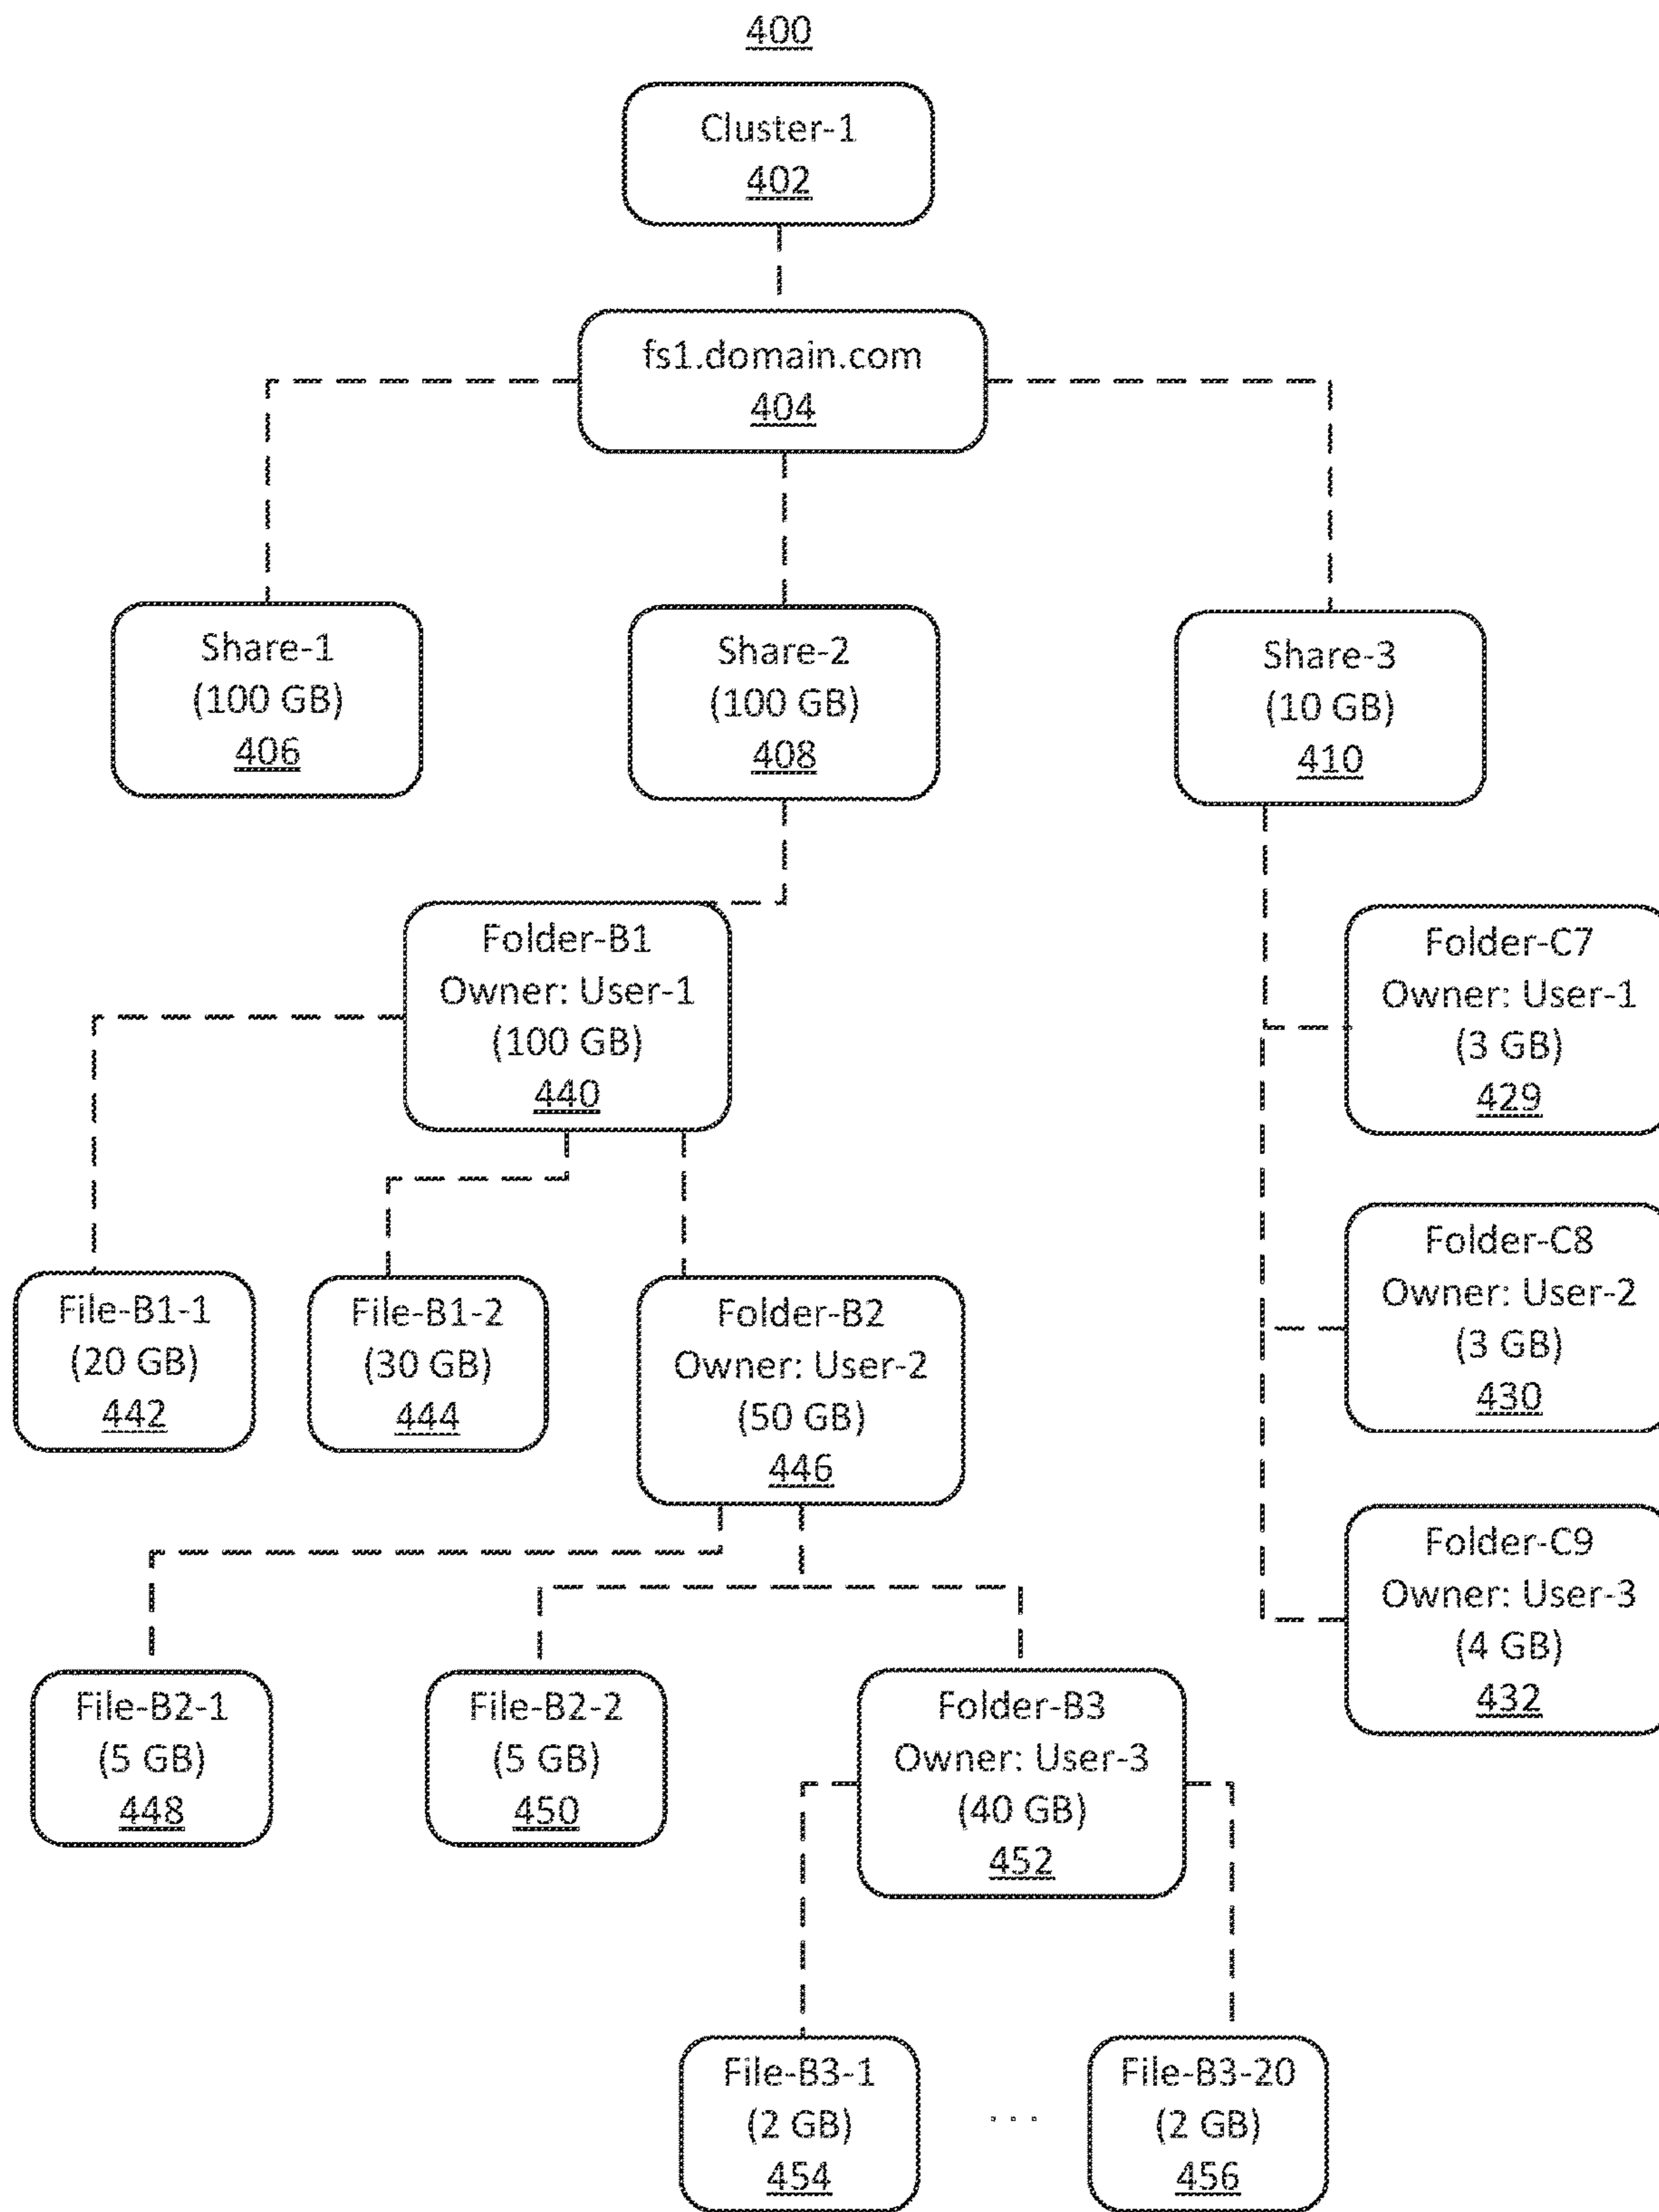 400
Cluster-1
402
fs1.domain.com
404
Share-1
(100 GB)
406
Share-2
(100 GB)
408
Share-3
(10 GB)
410
Folder-B1
Owner: User-1
(100 GB)
440
Folder-C7
Owner: User-1
(3 GB)
429
File-B1-1
(20 GB)
442
File-B1-2
(30 GB)
444
Folder-B2
Owner: User-2
(50 GB)
446
Folder-C8
Owner: User-2
(3 GB)
430
Folder-C9
Owner: User-3
(4 GB)
432
File-B2-1
(5 GB)
448
File-B2-2
(5 GB)
450
Folder-B3
Owner: User-3
(40 GB)
452
File-B3-1
(2 GB)
454
...
File-B3-20
(2 GB)
456